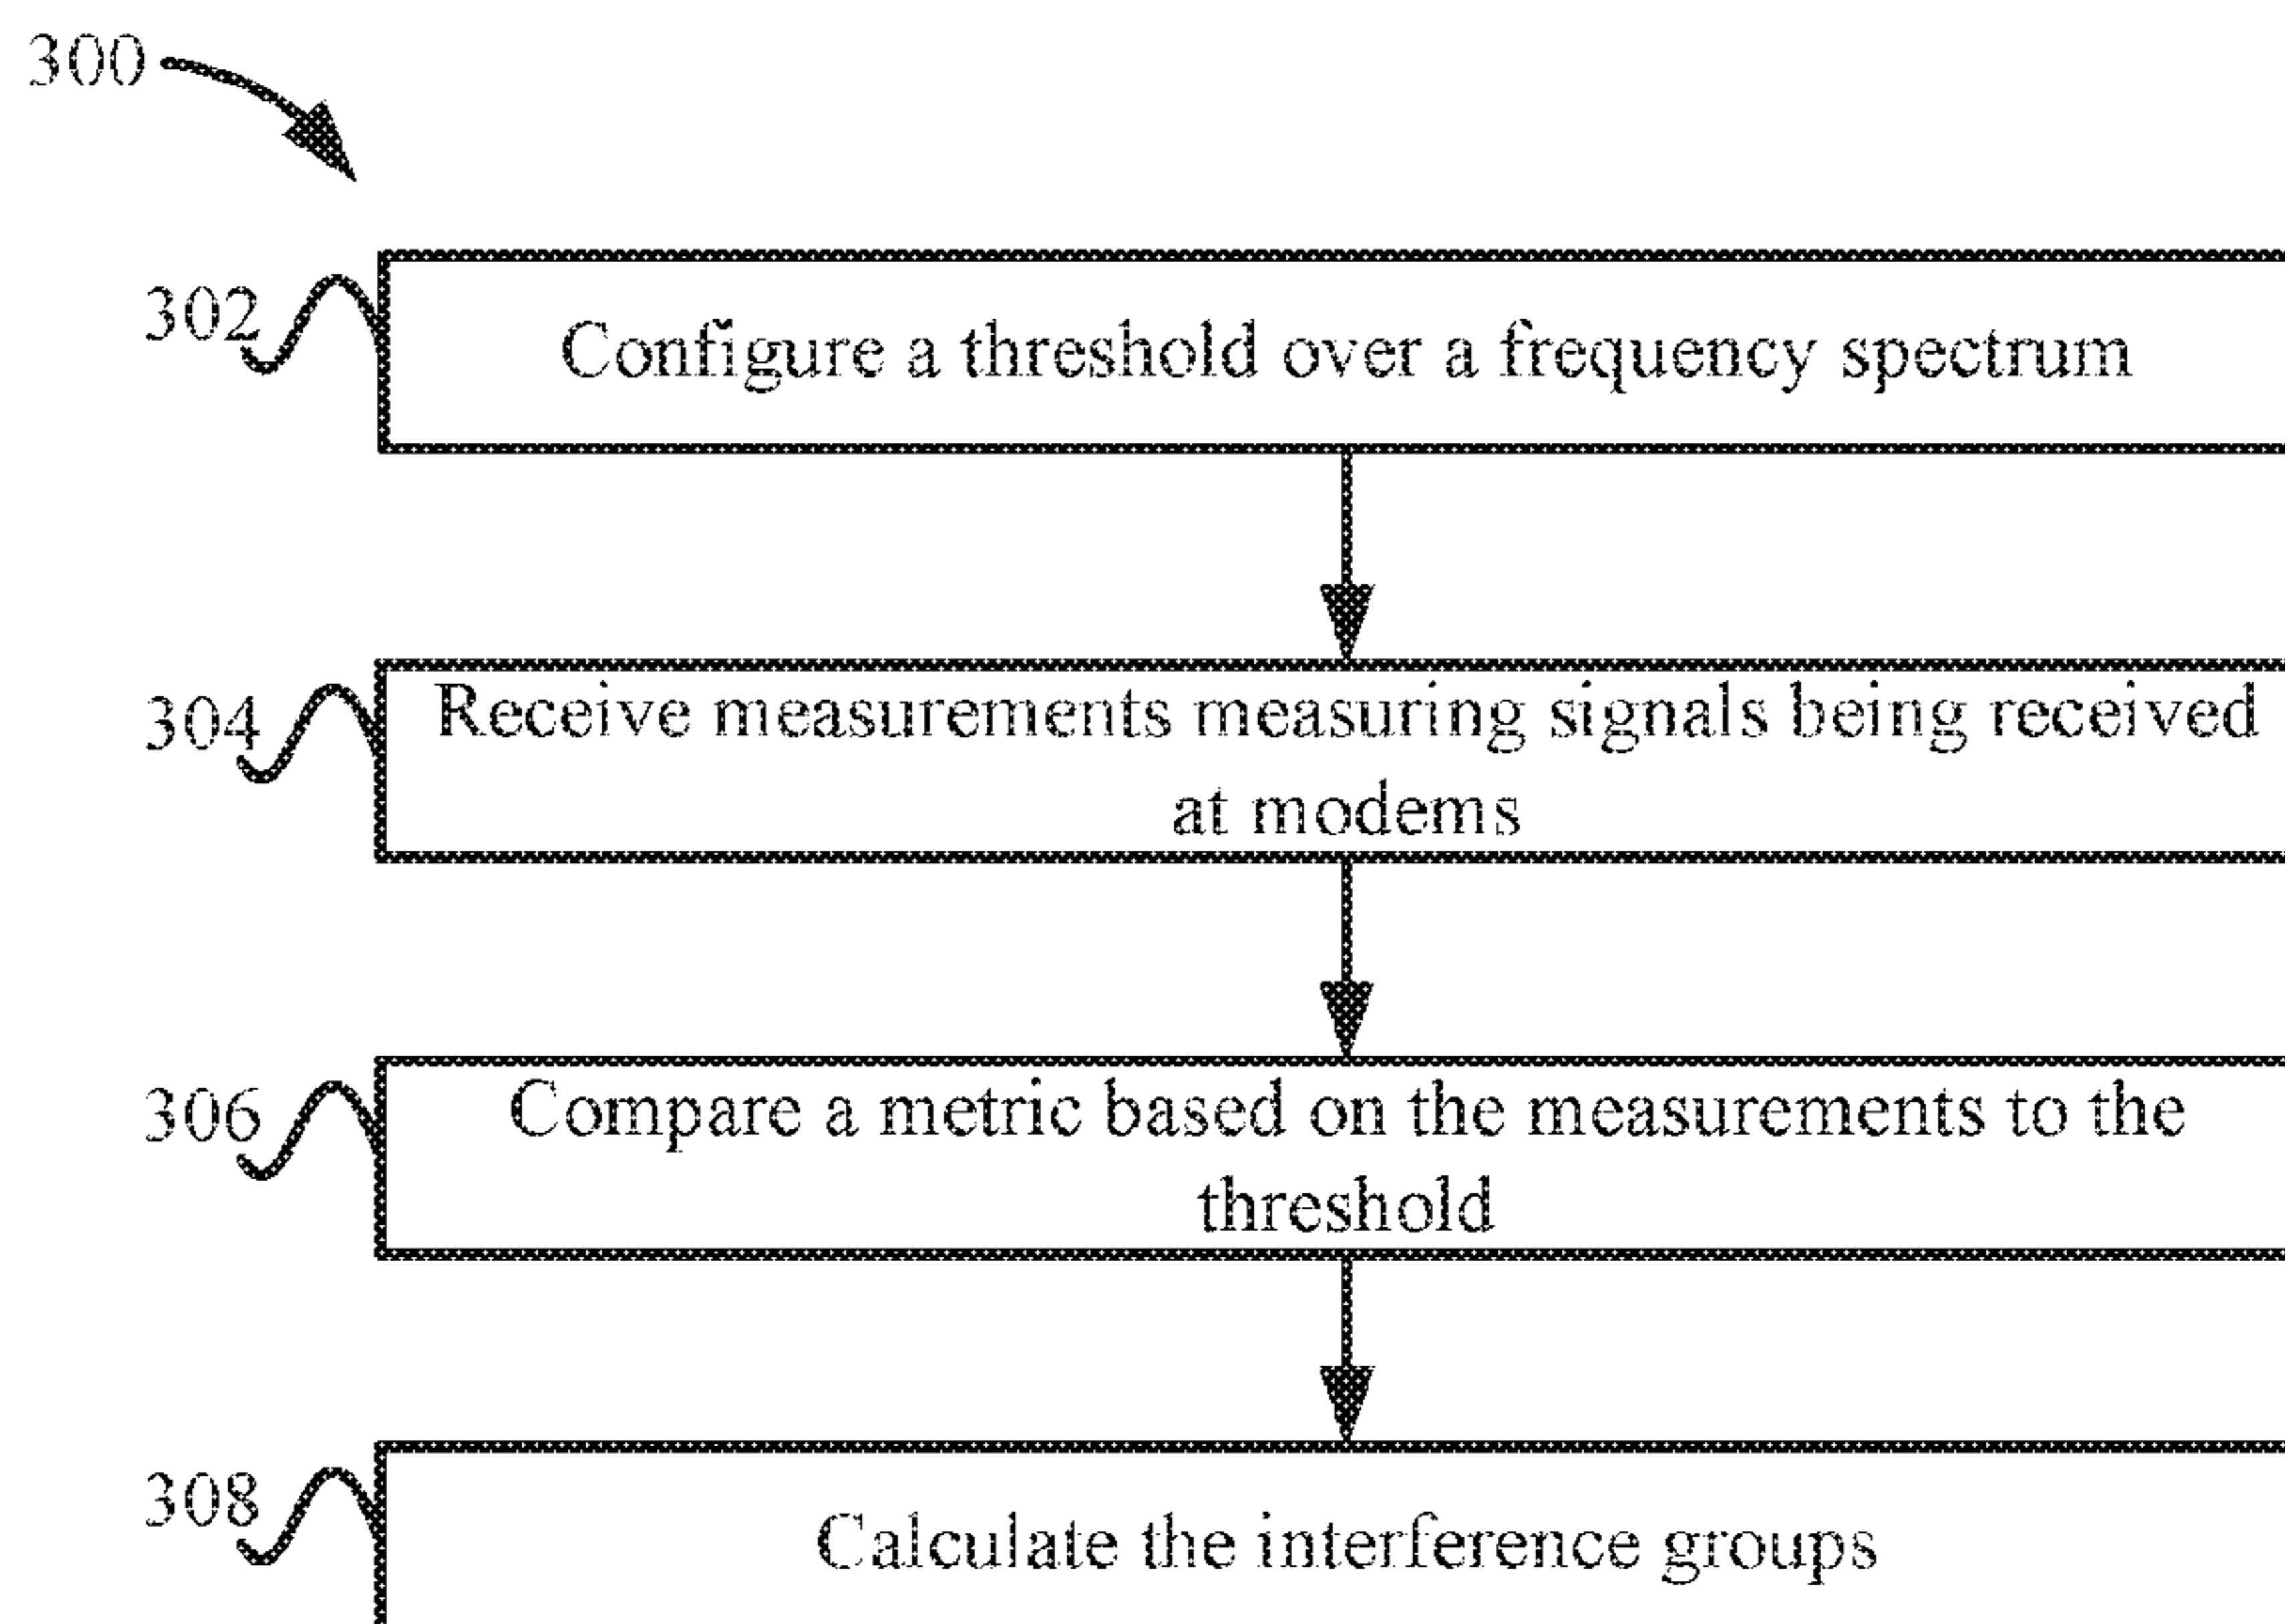 300
302
Configure a threshold over a frequency spectrum
304
Receive measurements measuring signals being received
at modems
306
Compare a metric based on the measurements to the
threshold
308
Calculate the interference groups